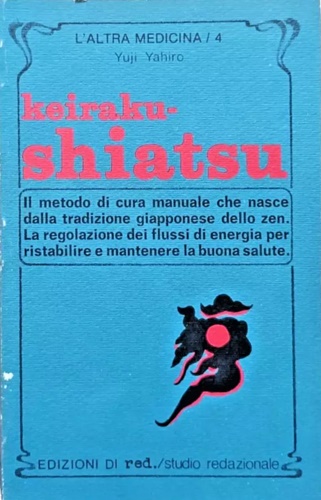 L'ALTRA MEDICINA / 4
Yuji Yahiro
keiraku-
shiatsu
Il metodo di cura manuale che nasce
dalla tradizione giapponese dello zen.
La regolazione dei flussi di energia per
ristabilire e mantenere la buona salute.
EDIZIONI DI red./studio redazionale